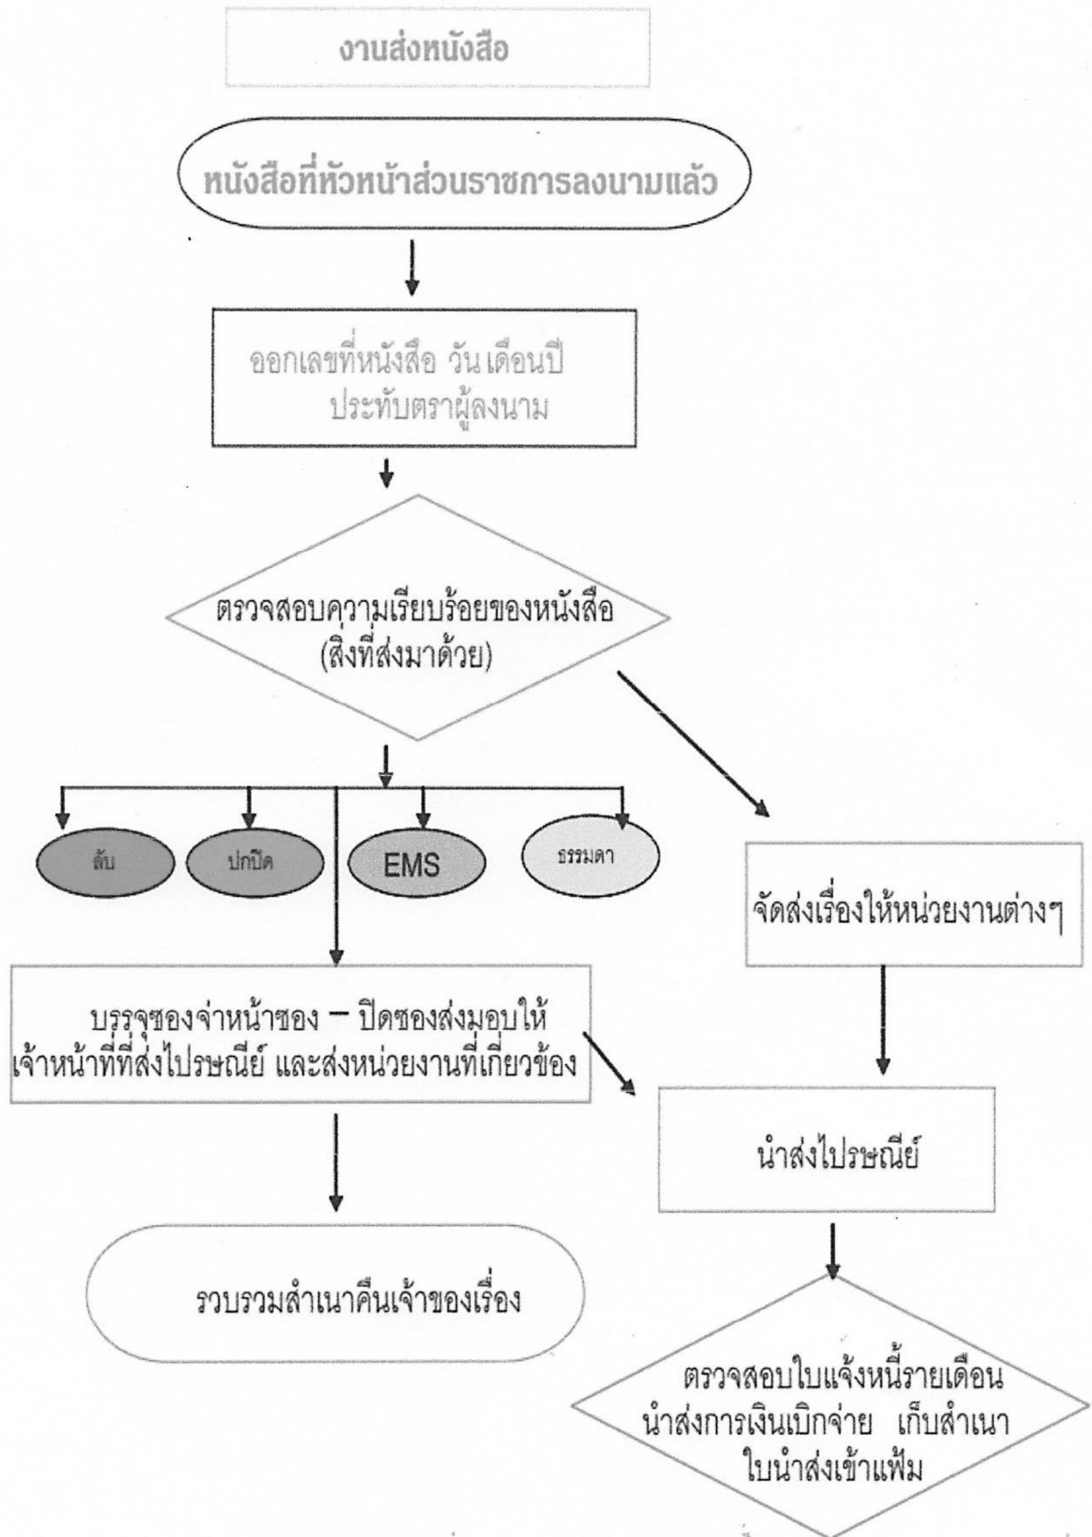 งานส่งหนังสือ
หนังสือที่หัวหน้าส่วนราชการลงนามแล้ว
ออกเลขที่หนังสือ วัน เดือนปี
ประทับตราผู้ลงนาม
ตรวจสอบความเรียบร้อยของหนังสือ
(สิ่งที่ส่งมาด้วย)
ลับ
ปกปิด
EMS
ธรรมดา
จัดส่งเรื่องให้หน่วยงานต่างๆ
บรรจุซองจ่าหน้าซอง – ปิดซองส่งมอบให้
เจ้าหน้าที่ที่ส่งไปรษณีย์ และส่งหน่วยงานที่เกี่ยวข้อง
นำส่งไปรษณีย์
รวบรวมสำเนาคืนเจ้าของเรื่อง
ตรวจสอบใบแจ้งหนี้รายเดือน
นำส่งการเงินเบิกจ่าย เก็บสำเนา
ใบนำส่งเข้าแฟ้ม